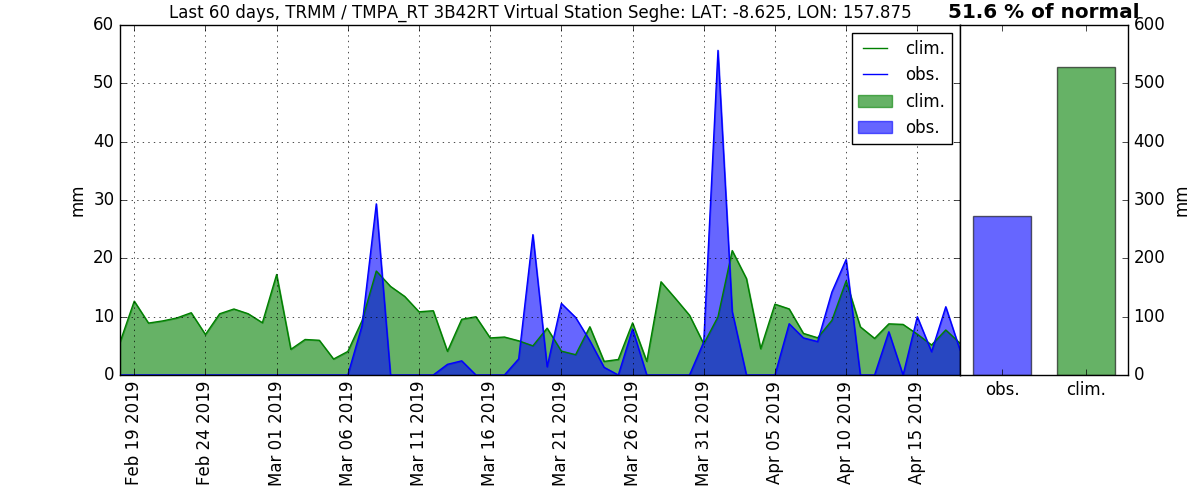 Last 60 days, TRMM / TMPA_RT 3B42RT Virtual Station Seghe: LAT: -8.625, LON: 157.875
51.6 % of normal
mm
60
50
40
30
20
10
0
clim.
obs.
clim.
obs.
Feb 19 2019
Feb 24 2019
Mar 01 2019
Mar 06 2019
Mar 11 2019
Mar 16 2019
Mar 21 2019
Mar 26 2019
Mar 31 2019
Apr 05 2019
Apr 10 2019
Apr 15 2019
600
500
400
300
200
100
0
mm
obs.
clim.